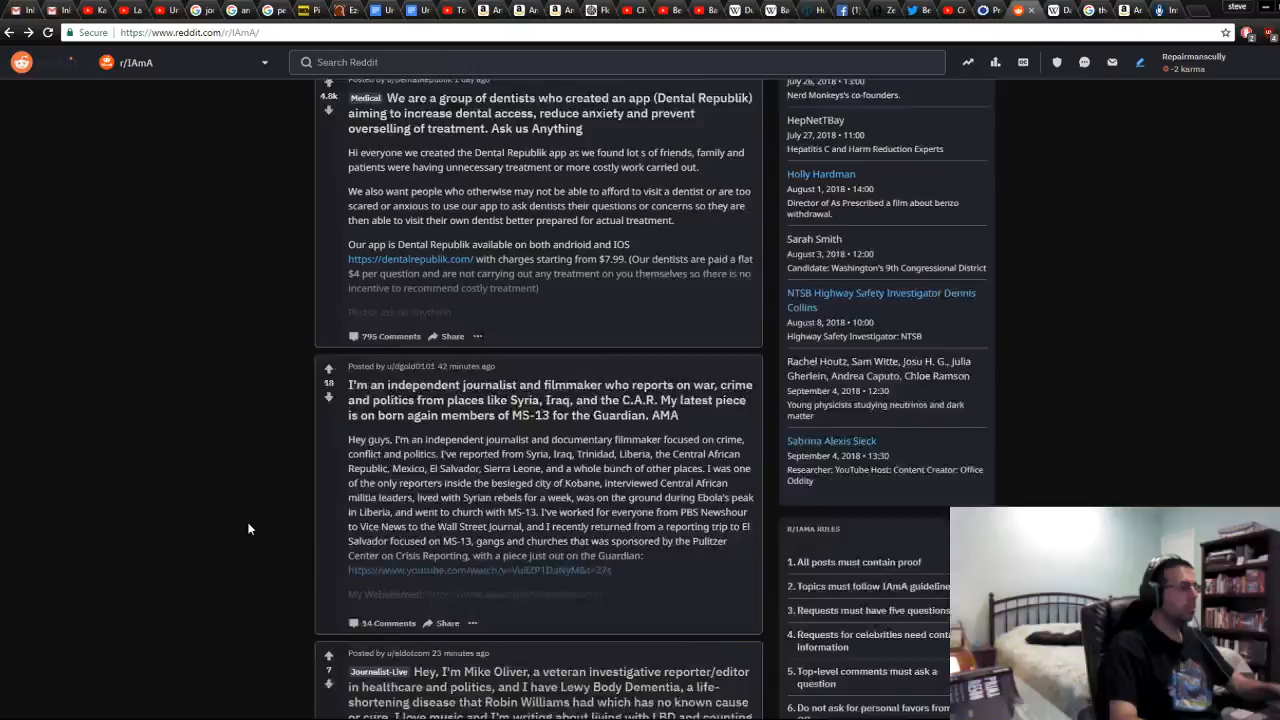 steve
Secure
https://www.reddit.com/r/IAmA/
r/IAmA
Search Reddit
Repairmanscully
-2 karma
4.8k
Medical We are a group of dentists who created an app (Dental Republik)
aiming to increase dental access, reduce anxiety and prevent
overselling of treatment. Ask us Anything
Hi everyone we created the Dental Republik app as we found lot s of friends, family and
patients were having unnecessary treatment or more costly work carried out.
We also want people who otherwise may not be able to afford to visit a dentist or are too
scared or anxious to use our app to ask dentists their questions or concerns so they are
then able to visit their own dentist better prepared for actual treatment.
Our app is Dental Republik available on both andrioid and IOS
https://dentalrepublik.com/ with charges starting from $7.99. (Our dentists are paid a flat
$4 per question and are not carrying out any treatment on you themselves so there is no
incentive to recommend costly treatment)
Please ask us anything
795 Comments Share
Posted by u/dgold0101 42 minutes ago
18
I'm an independent journalist and filmmaker who reports on war, crime
and politics from places like Syria, Iraq, and the C.A.R. My latest piece
is on born again members of MS-13 for the Guardian. AMA
Hey guys, I'm an independent journalist and documentary filmmaker focused on crime,
conflict and politics. I've reported from Syria, Iraq, Trinidad, Liberia, the Central African
Republic, Mexico, El Salvador, Sierra Leone, and a whole bunch of other places. I was one
of the only reporters inside the besieged city of Kobane, interviewed Central African
militia leaders, lived with Syrian rebels for a week, was on the ground during Ebola's peak
in Liberia, and went to church with MS-13. I've worked for everyone from PBS Newshour
to Vice News to the Wall Street Journal, and I recently returned from a reporting trip to El
Salvador focused on MS-13, gangs and churches that was sponsored by the Pulitzer
Center on Crisis Reporting, with a piece just out on the Guardian:
14 Comments Share
Posted by u/eldotcom 23 minutes ago
7
Journalist-Live Hey, I'm Mike Oliver, a veteran investigative reporter/editor
in healthcare and politics, and I have Lewy Body Dementia, a life-
shortening disease that Robin Williams had which has no known cause
or cure. I love music and I'm writing about living with LBD and counting
July 26, 2018 • 13:00
Nerd Monkeys's co-founders.
HepNetTBay
July 27, 2018 • 11:00
Hepatitis C and Harm Reduction Experts
Holly Hardman
August 1, 2018 • 14:00
Director of As Prescribed a film about benzo
withdrawal.
Sarah Smith
August 3, 2018 • 12:00
Candidate: Washington's 9th Congressional District
NTSB Highway Safety Investigator Dennis
Collins
August 8, 2018 • 10:00
Highway Safety Investigator: NTSB
Rachel Houtz, Sam Witte, Josu H. G., Julia
Gherlein, Andrea Caputo, Chloe Ramson
September 4, 2018 • 12:30
Young physicists studying neutrinos and dark
matter
Sabrina Alexis Sieck
September 4, 2018 • 13:30
Researcher: YouTube Host: Content Creator: Office
Oddity
R/IAMA RULES
1. All posts must contain proof
2. Topics must follow IAmA guideline
3. Requests must have five questions
4. Requests for celebrities need conta
information
5. Top-level comments must ask a
question
6. Do not ask for personal favors from